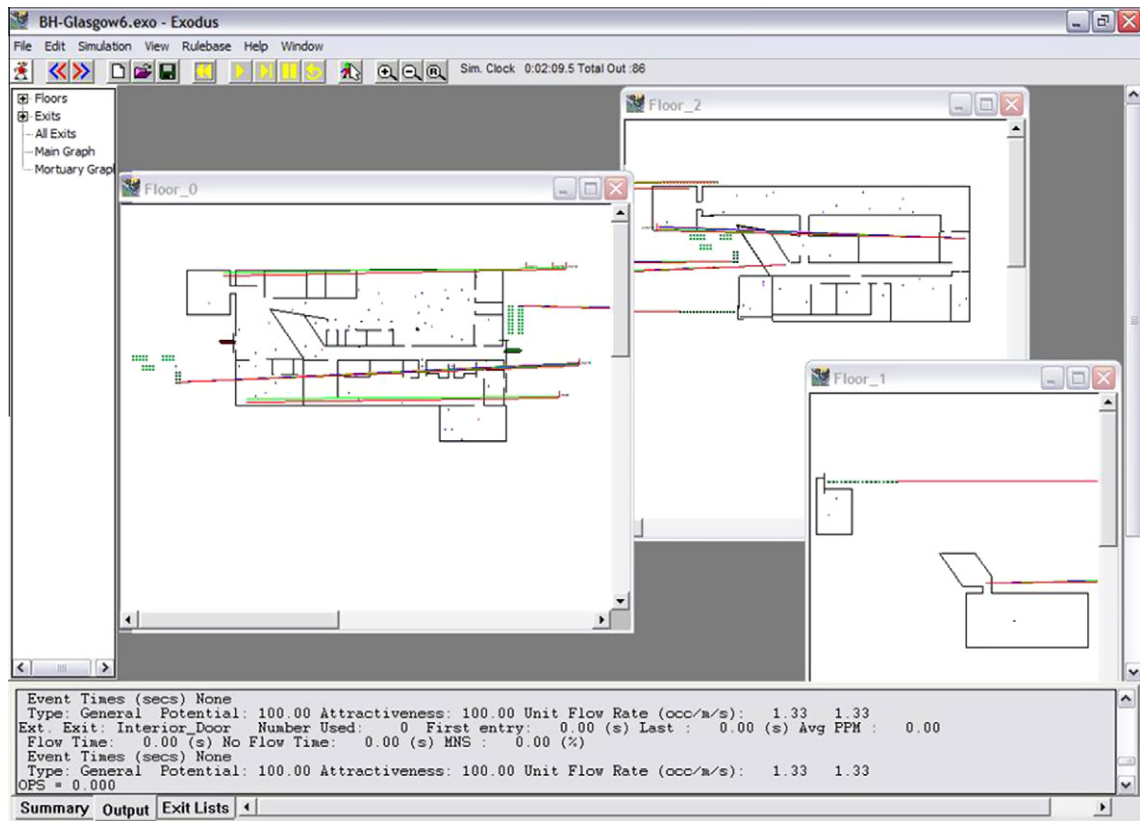 BH-Glasgow6.exo - Exodus
File Edit Simulation View Rulebase Help Window
Sim. Clock 0:02:09.5 Total Out :86
Floors
Exits
All Exits
Main Graph
Mortuary Grap
Floor_0
Floor_2
Floor_1
Event Times (secs) None
Type: General Potential: 100.00 Attractiveness: 100.00 Unit Flow Rate (occ/m/s): 1.33 1.33
Ext. Exit: Interior_Door Number Used: 0 First entry: 0.00 (s) Last : 0.00 (s) Avg PPM : 0.00
Flow Time: 0.00 (s) No Flow Time: 0.00 (s) MNS : 0.00 (%)
Event Times (secs) None
Type: General Potential: 100.00 Attractiveness: 100.00 Unit Flow Rate (occ/m/s): 1.33 1.33
OPS = 0.000
Summary Output Exit Lists